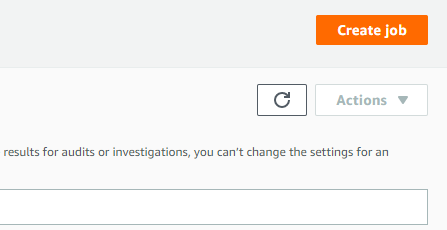 Create job
Actions
results for audits or investigations, you can't change the settings for an